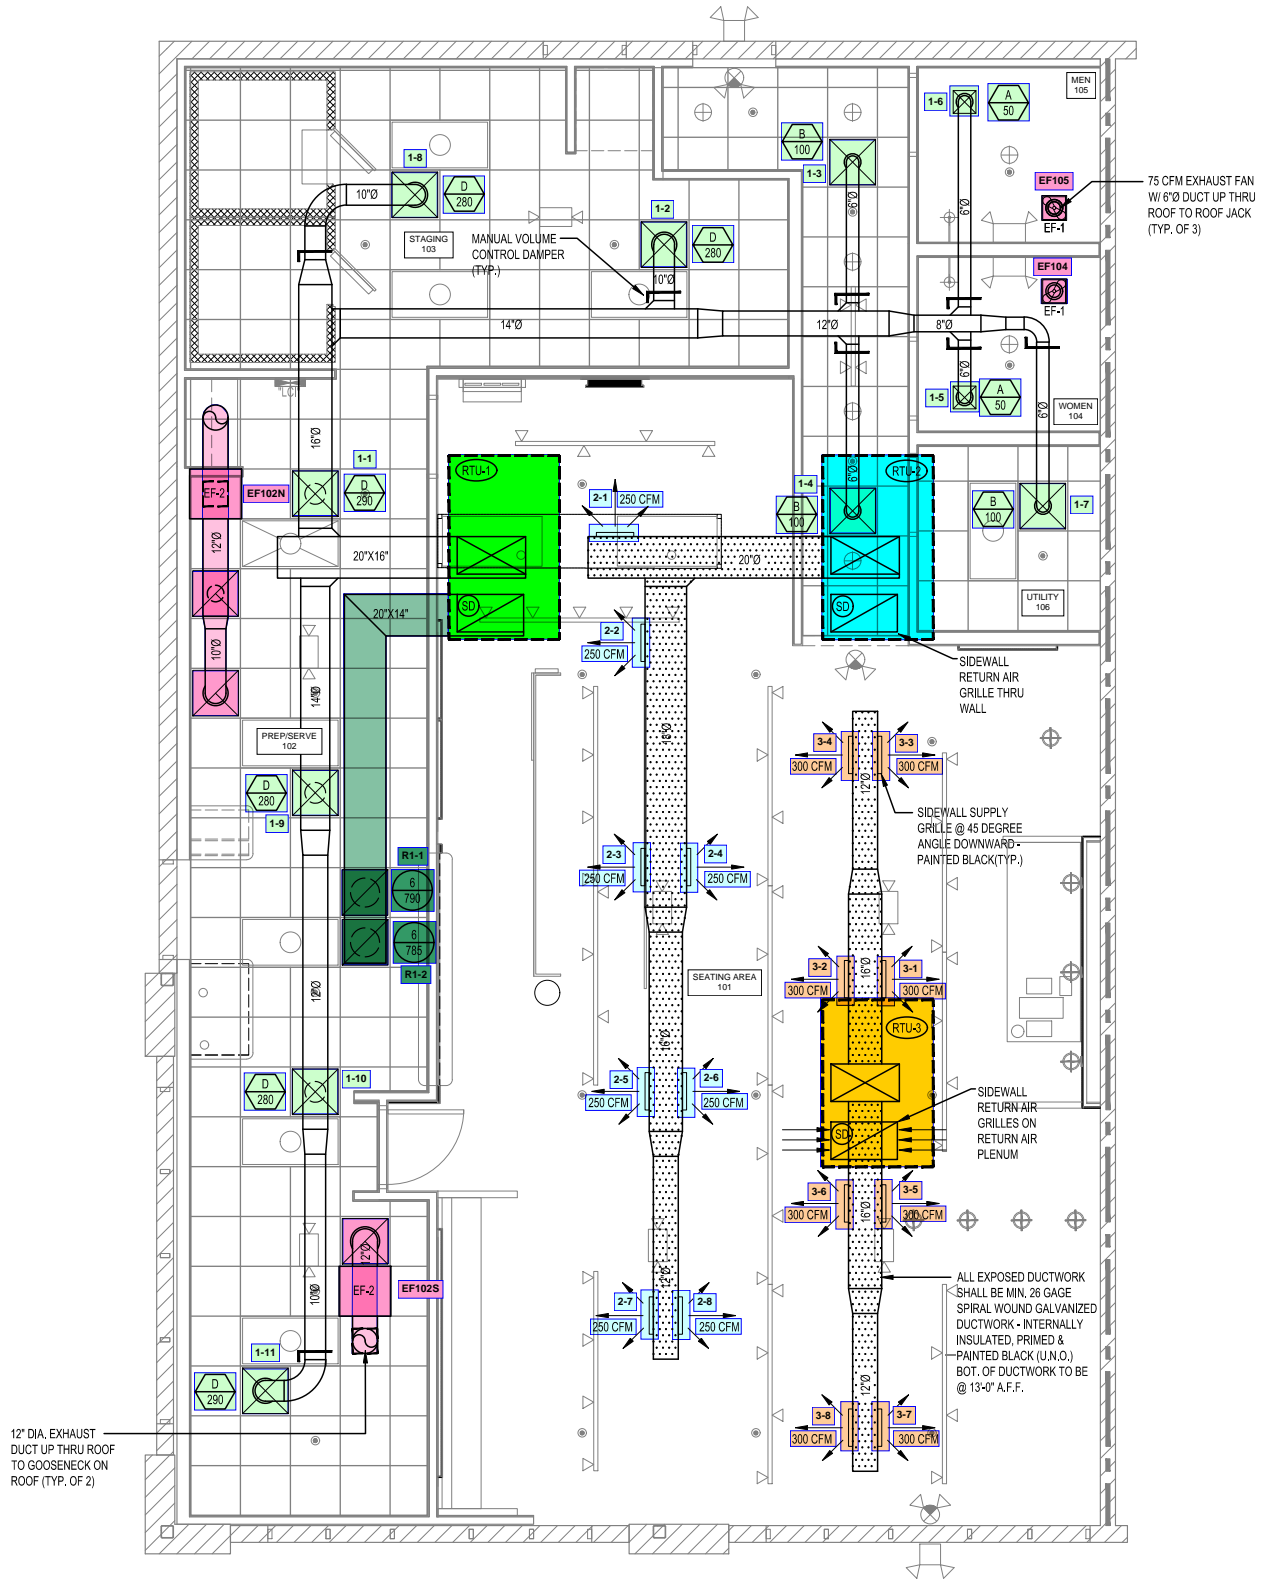 MEN
105
1-6
A
50
B
100
1-3
EF105
EF-1
75 CFM EXHAUST FAN
W/ 6"Ø DUCT UP THRU
ROOF TO ROOF JACK
(TYP. OF 3)
1-8
10"Ø
D
280
STAGING
103
MANUAL VOLUME
CONTROL DAMPER
(TYP.)
1-2
D
280
10"Ø
6"Ø
6"Ø
EF104
EF-1
14"Ø
12"Ø
8"Ø
6"Ø
1-5
A
50
WOMEN
104
6"Ø
16"Ø
1-1
D
290
EF-2
EF102N
12"Ø
10"Ø
RTU-1
2-1
250 CFM
RTU-2
6"Ø
1-4
B
100
B
100
1-7
20"X16"
20"Ø
SD
20"X14"
SD
UTILITY
106
2-2
250 CFM
SIDEWALL
RETURN AIR
GRILLE THRU
WALL
14"Ø
PREP/SERVE
102
18"Ø
3-4
3-3
300 CFM
300 CFM
12"Ø
D
280
1-9
SIDEWALL SUPPLY
GRILLE @ 45 DEGREE
ANGLE DOWNWARD -
PAINTED BLACK(TYP.)
R1-1
6
790
6
785
R1-2
2-3
2-4
250 CFM
250 CFM
12"Ø
SEATING AREA
101
3-2
3-1
16"Ø
300 CFM
300 CFM
RTU-3
16"Ø
D
280
1-10
2-5
2-6
250 CFM
250 CFM
SIDEWALL
RETURN AIR
GRILLES ON
RETURN AIR
PLENUM
SD
3-6
3-5
300 CFM
300 CFM
16"Ø
12"Ø
EF-2
EF102S
10"Ø
12"Ø
2-7
2-8
250 CFM
250 CFM
ALL EXPOSED DUCTWORK
SHALL BE MIN. 26 GAGE
SPIRAL WOUND GALVANIZED
DUCTWORK - INTERNALLY
INSULATED, PRIMED &
PAINTED BLACK (U.N.O.)
BOT. OF DUCTWORK TO BE
@ 13'-0" A.F.F.
1-11
D
290
12"Ø
3-8
3-7
300 CFM
300 CFM
12" DIA. EXHAUST
DUCT UP THRU ROOF
TO GOOSENECK ON
ROOF (TYP. OF 2)